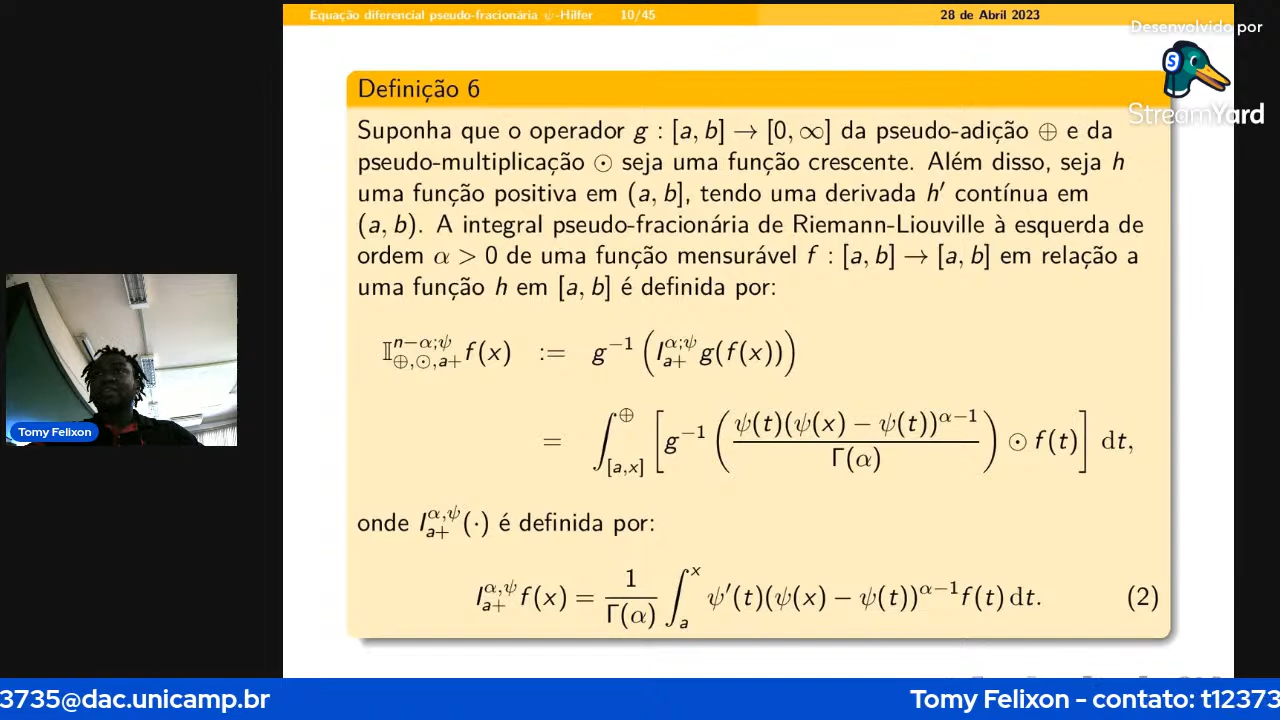 Equação diferencial pseudo-fracionária ψ-Hilfer 10/45 28 de Abril 2023
Desenvolvido por
StreamYard
Definição 6
Suponha que o operador g : [a, b] → [0, ∞] da pseudo-adição ⊕ e da
pseudo-multiplicação ⊙ seja uma função crescente. Além disso, seja h
uma função positiva em (a, b], tendo uma derivada h′ contínua em
(a, b). A integral pseudo-fracionária de Riemann-Liouville à esquerda de
ordem α > 0 de uma função mensurável f : [a, b] → [a, b] em relação a
uma função h em [a, b] é definida por:
𝕀^{n−α;ψ}_{⊕,⊙,a+} f(x) := g^{−1} ( I^{α;ψ}_{a+} g(f(x)) )
= ∫^{⊕}_{[a,x]} [ g^{−1} ( ψ(t)(ψ(x) − ψ(t))^{α−1} / Γ(α) ) ⊙ f(t) ] dt,
onde I^{α,ψ}_{a+}(·) é definida por:
I^{α,ψ}_{a+} f(x) = 1/Γ(α) ∫_a^x ψ′(t)(ψ(x) − ψ(t))^{α−1} f(t) dt. (2)
Tomy Felixon
3735@dac.unicamp.br Tomy Felixon - contato: t12373